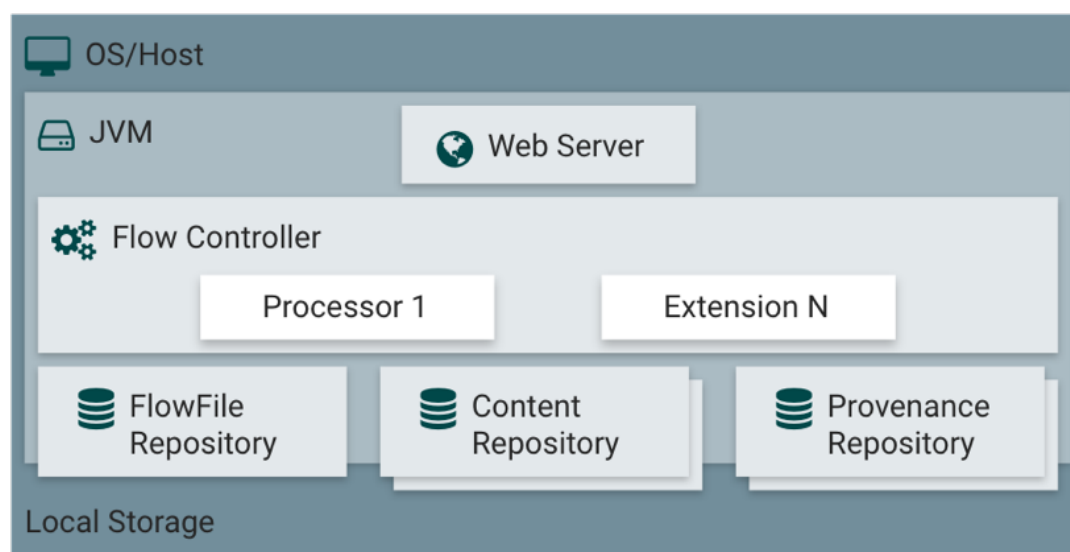 OS/Host
JVM
Web Server
Flow Controller
Processor 1
Extension N
FlowFile
Repository
Content
Repository
Provenance
Repository
Local Storage